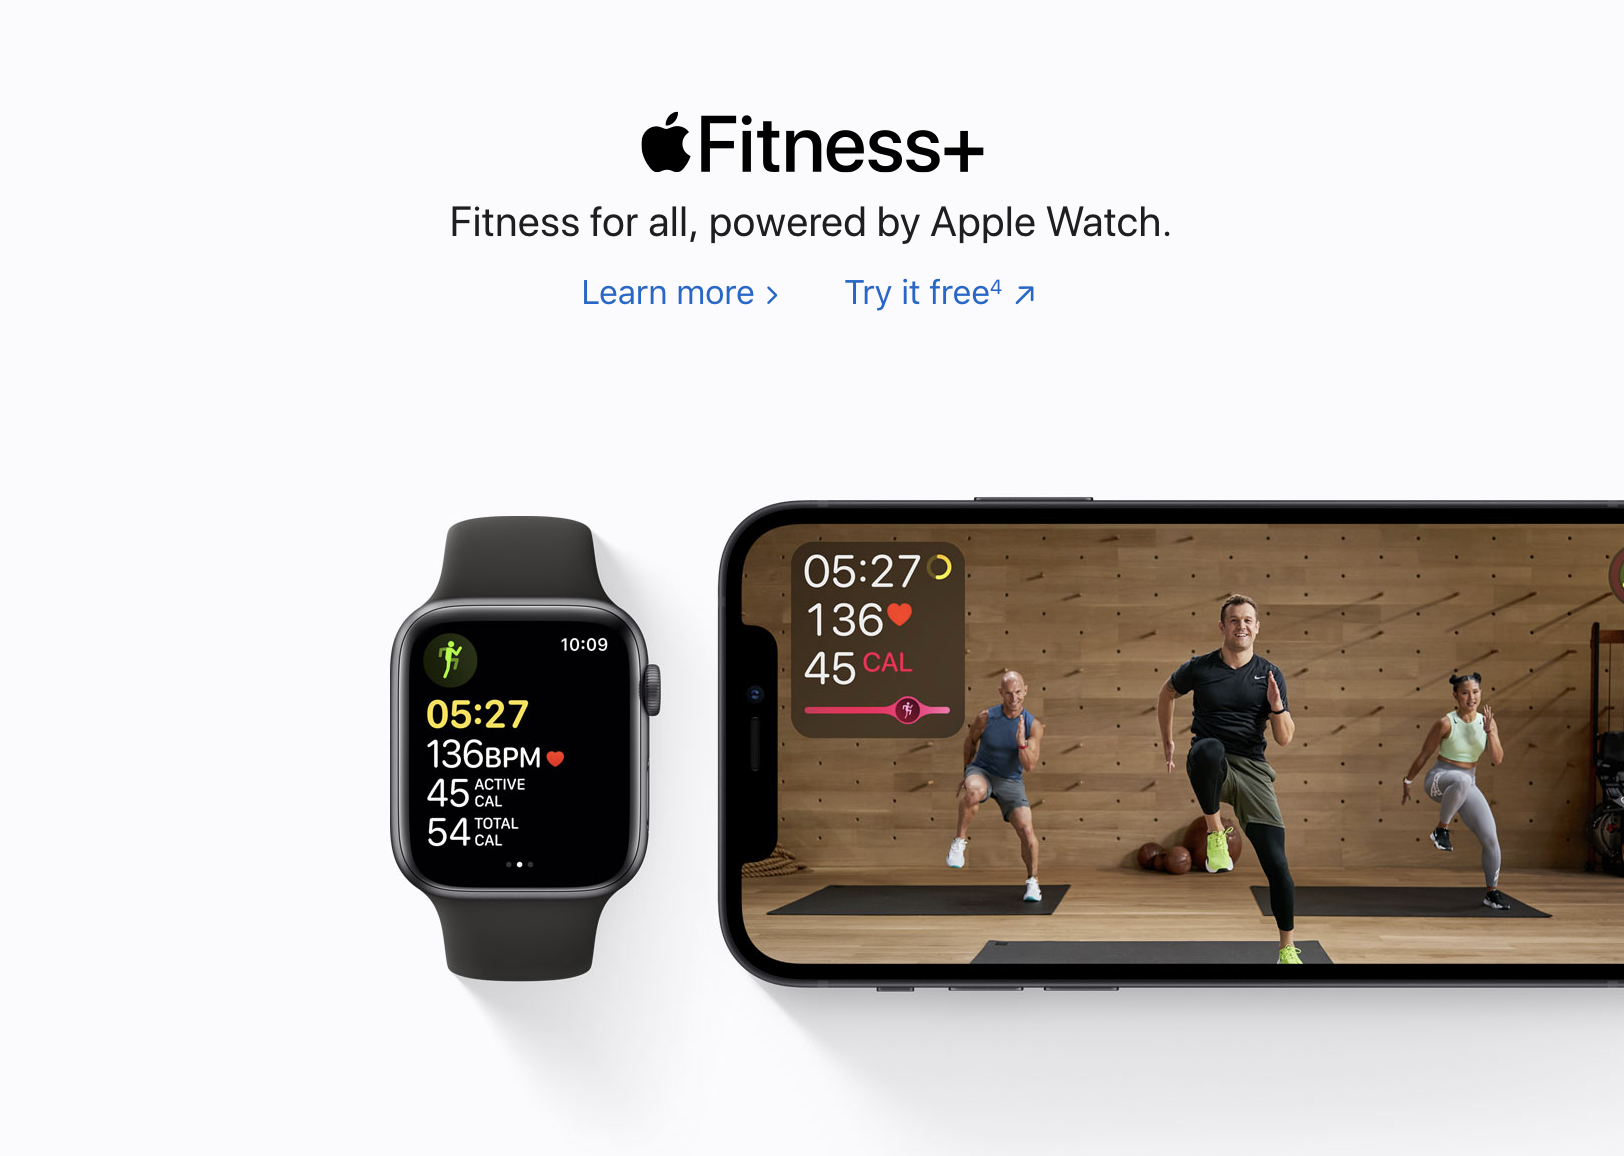 Fitness+
Fitness for all, powered by Apple Watch.
Learn more >
Try it free⁴ ↗
10:09
05:27
136BPM
45 ACTIVE CAL
54 TOTAL CAL
05:27
136
45 CAL